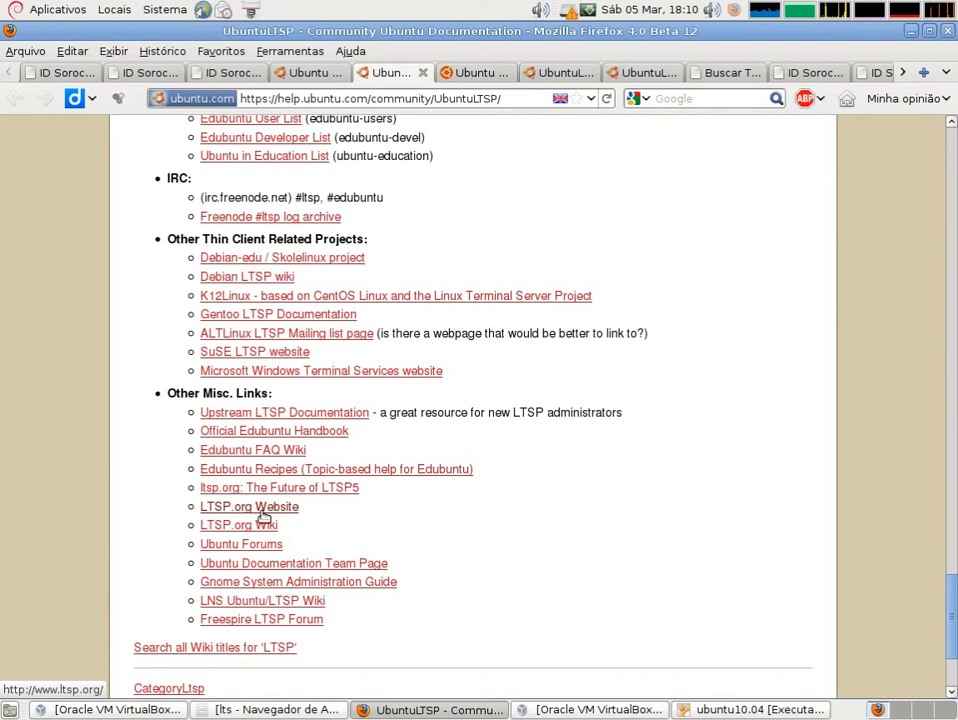 Aplicativos Locais Sistema Sáb 05 Mar, 18:10
UbuntuLTSP - Community Ubuntu Documentation - Mozilla Firefox 4.0 Beta 12
Arquivo Editar Exibir Histórico Favoritos Ferramentas Ajuda
ID Soroc... ID Soroc... ID Soroc... Ubuntu ... Ubun... Ubuntu ... UbuntuL... UbuntuL... Buscar T... ID Soroc... ID S
ubuntu.com https://help.ubuntu.com/community/UbuntuLTSP/ Google ABP Minha opinião
Edubuntu User List (edubuntu-users)
Edubuntu Developer List (edubuntu-devel)
Ubuntu in Education List (ubuntu-education)
IRC:
(irc.freenode.net) #ltsp, #edubuntu
Freenode #ltsp log archive
Other Thin Client Related Projects:
Debian-edu / Skolelinux project
Debian LTSP wiki
K12Linux - based on CentOS Linux and the Linux Terminal Server Project
Gentoo LTSP Documentation
ALTLinux LTSP Mailing list page (is there a webpage that would be better to link to?)
SuSE LTSP website
Microsoft Windows Terminal Services website
Other Misc. Links:
Upstream LTSP Documentation - a great resource for new LTSP administrators
Official Edubuntu Handbook
Edubuntu FAQ Wiki
Edubuntu Recipes (Topic-based help for Edubuntu)
ltsp.org: The Future of LTSP5
LTSP.org Website
LTSP.org Wiki
Ubuntu Forums
Ubuntu Documentation Team Page
Gnome System Administration Guide
LNS Ubuntu/LTSP Wiki
Freespire LTSP Forum
Search all Wiki titles for 'LTSP'
CategoryLtsp
http://www.ltsp.org/
[Oracle VM VirtualBox... [lts - Navegador de A... UbuntuLTSP - Commu... [Oracle VM VirtualBox... ubuntu10.04 [Executa...